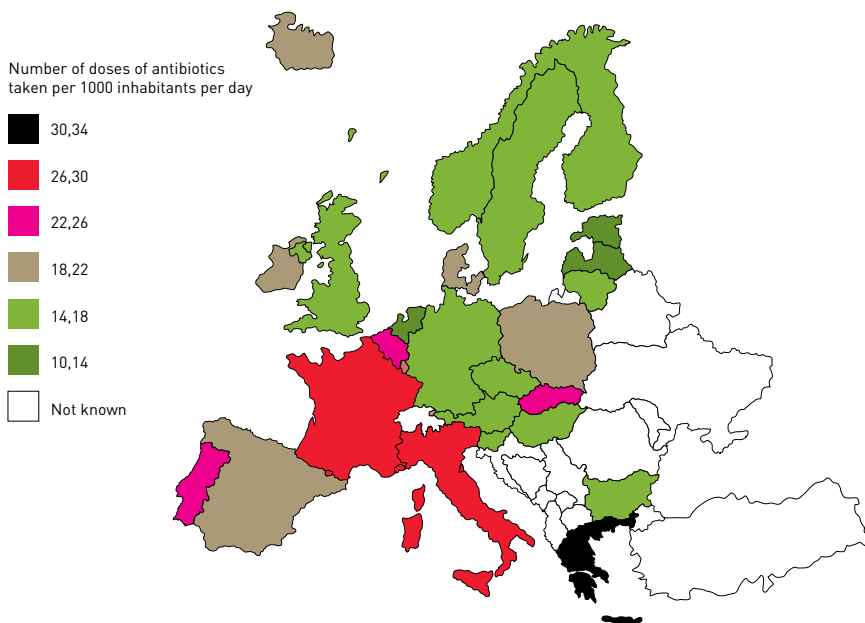 Number of doses of antibiotics
taken per 1000 inhabitants per day
30,34
26,30
22,26
18,22
14,18
10,14
Not known